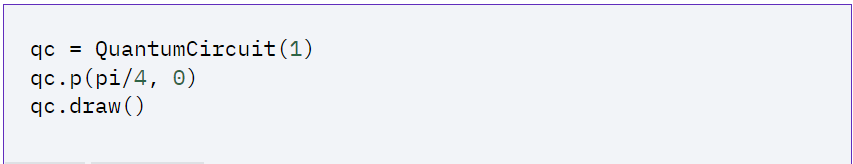 qc = QuantumCircuit(1)
qc.p(pi/4, 0)
qc.draw()